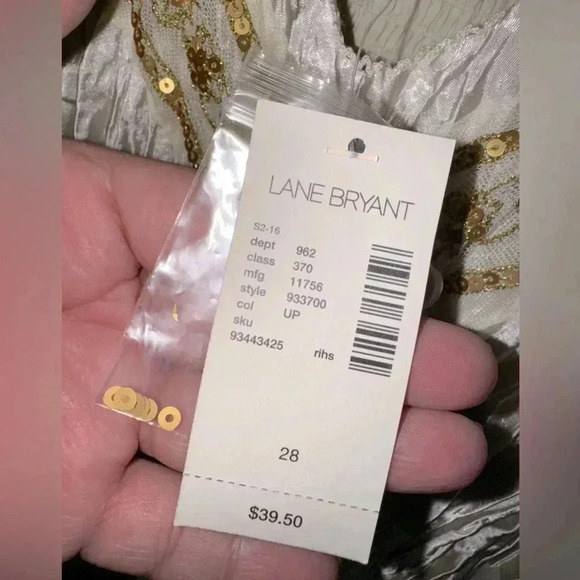 LANE BRYANT
S2-16
dept 962
class 370
mfg 11756
style 933700
col UP
sku
93443425 rihs
28
$39.50